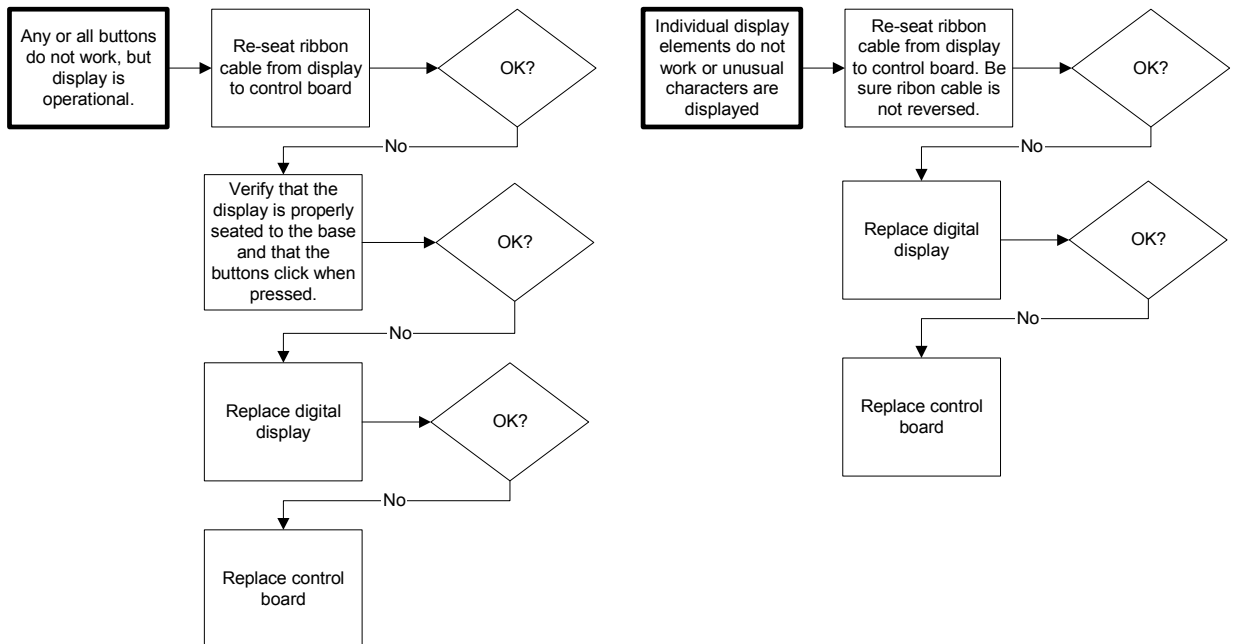 Any or all buttons
do not work, but
display is
operational.
Re-seat ribbon
cable from display
to control board
OK?
No
Verify that the
display is properly
seated to the base
and that the
buttons click when
pressed.
OK?
No
Replace digital
display
OK?
No
Replace control
board
Individual display
elements do not
work or unusual
characters are
displayed
Re-seat ribbon
cable from display
to control board. Be
sure ribon cable is
not reversed.
OK?
No
Replace digital
display
OK?
No
Replace control
board